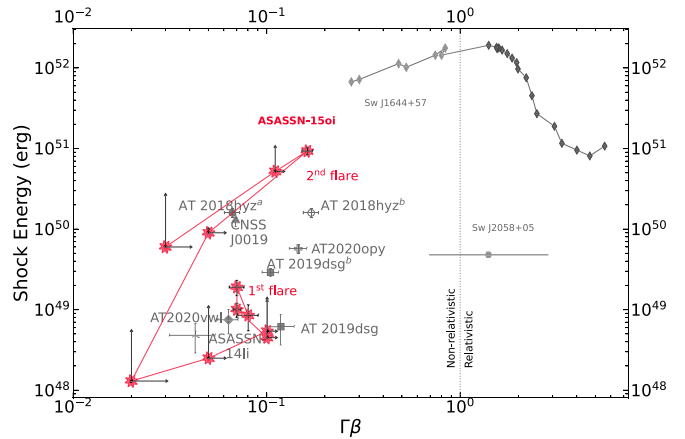 10⁻² 10⁻¹ 10⁰
10⁵² 10⁵²
Sw J1644+57
ASASSN-15oi
10⁵¹ 10⁵¹
2ⁿᵈ flare
AT 2018hyzᵃ AT 2018hyzᵇ
CNSS
J0019
10⁵⁰ 10⁵⁰
Sw J2058+05
AT2020opy
AT 2019dsgᵇ
1ˢᵗ flare
10⁴⁹ 10⁴⁹
AT2020vwl
AT 2019dsg
ASASSN
14li
10⁴⁸ 10⁴⁸
Non-relativistic
Relativistic
Shock Energy (erg)
10⁻² 10⁻¹ 10⁰
Γβ